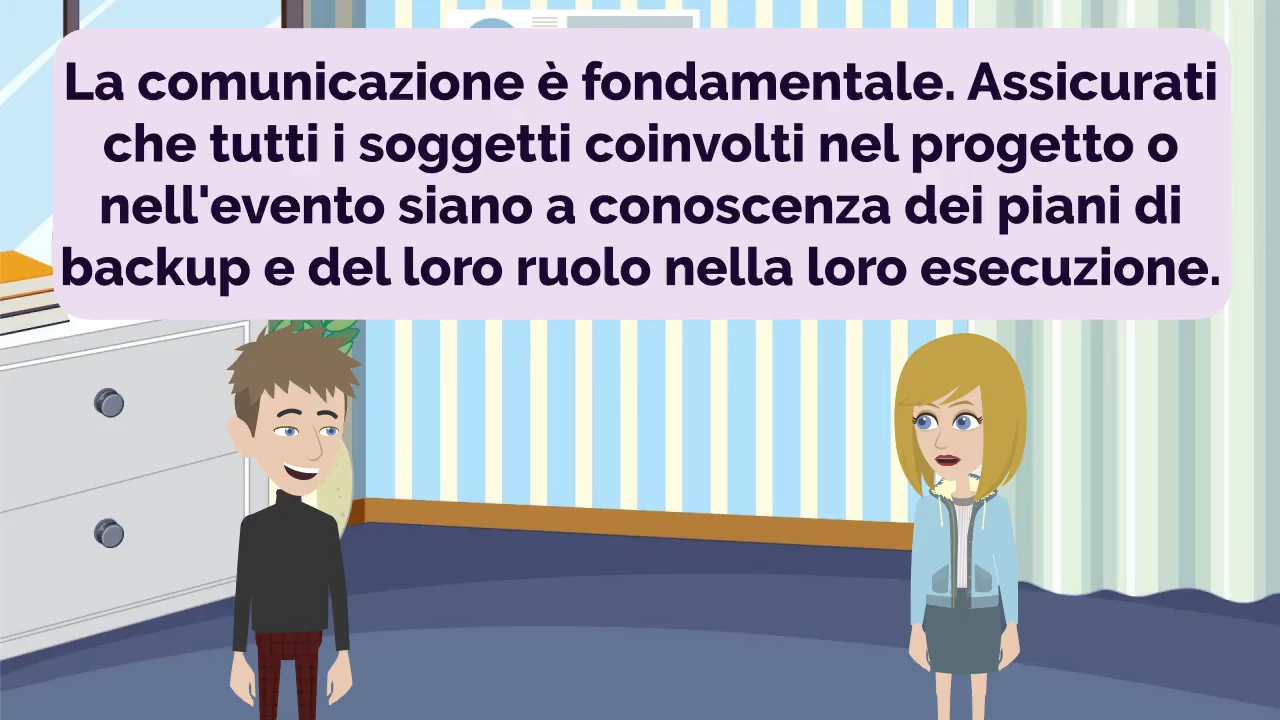 La comunicazione è fondamentale. Assicurati
che tutti i soggetti coinvolti nel progetto o
nell'evento siano a conoscenza dei piani di
backup e del loro ruolo nella loro esecuzione.